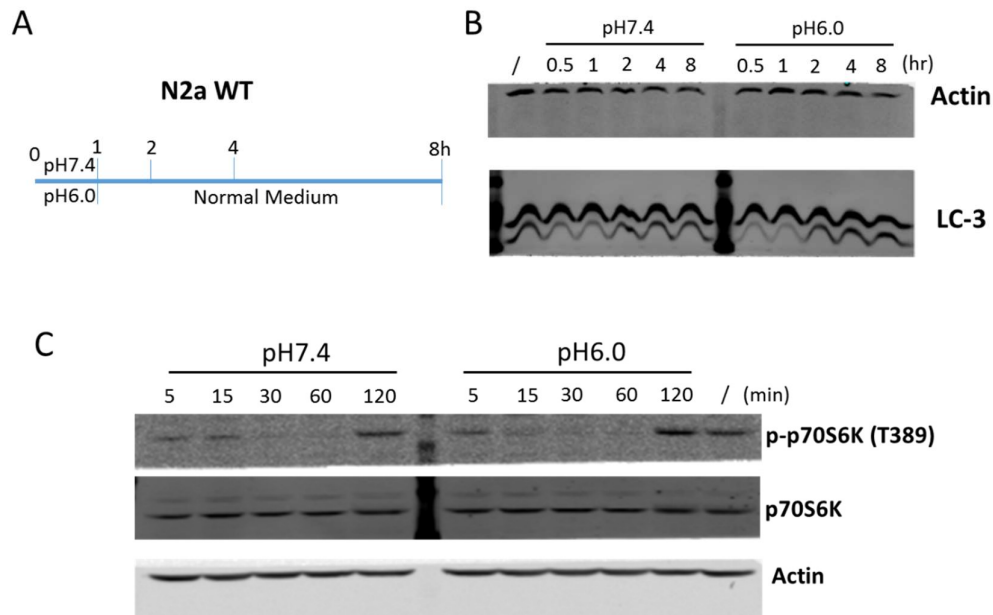 A
N2a WT
0 1 2 4 8h
pH7.4
pH6.0 Normal Medium
B
pH7.4 pH6.0
/ 0.5 1 2 4 8 0.5 1 2 4 8 (hr)
Actin
LC-3
C
pH7.4 pH6.0
5 15 30 60 120 5 15 30 60 120 / (min)
p-p70S6K (T389)
p70S6K
Actin